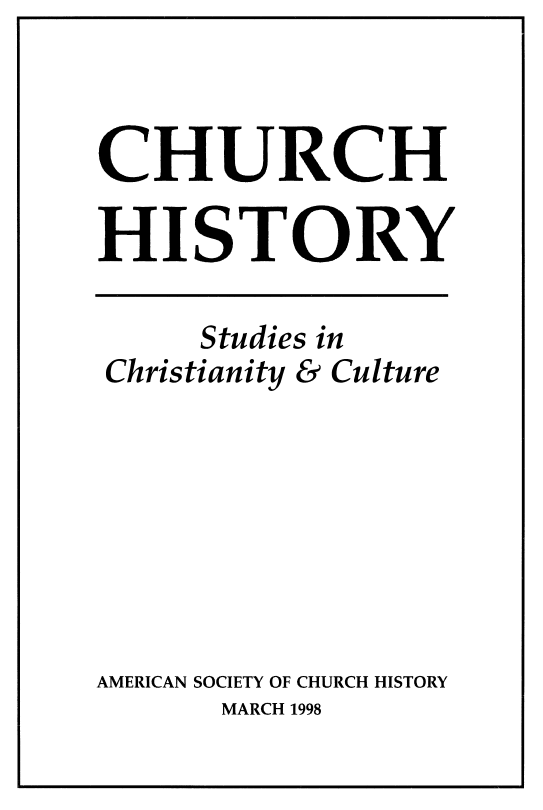 CHURCH
HISTORY
Studies in
Christianity & Culture
AMERICAN SOCIETY OF CHURCH HISTORY
MARCH 1998